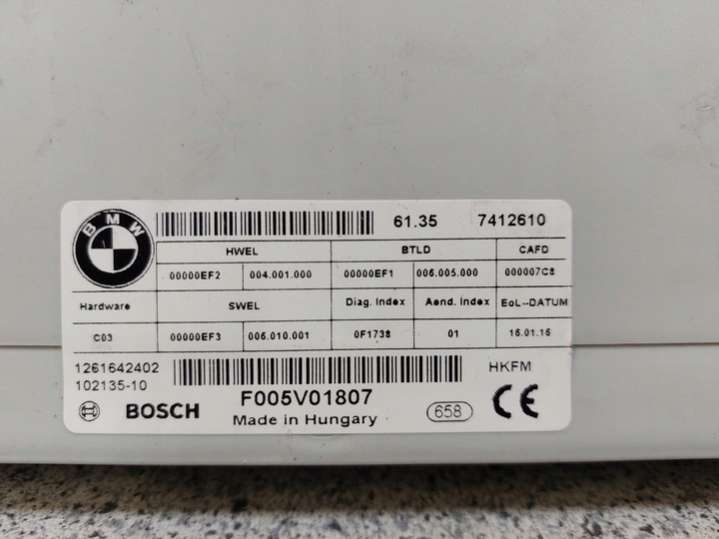 BMW
61.35 7412610
HWEL BTLD CAFD
00000EF2 004.001.000 00000EF1 006.005.000 000007C8
Hardware SWEL Diag. Index Aend. Index EoL--DATUM
C03 00000EF3 006.010.001 0F1738 01 15.01.15
1261642402 HKFM
102135-10
BOSCH F005V01807 658 CE
Made in Hungary